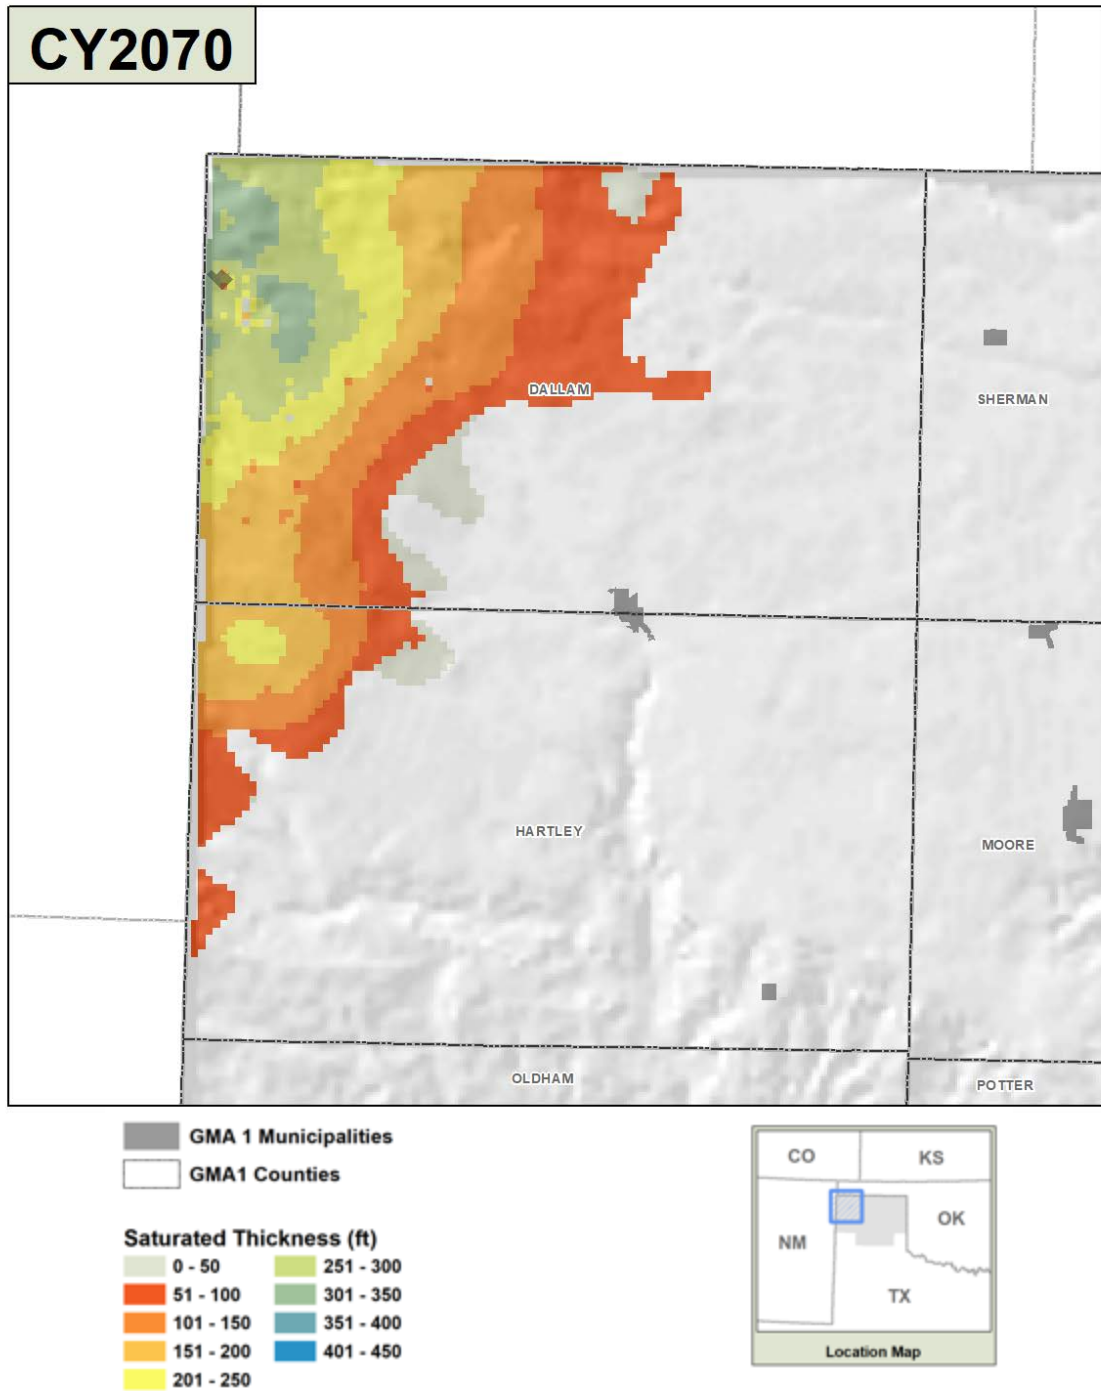 CY2070
DALLAM
SHERMAN
HARTLEY
MOORE
OLDHAM
POTTER
GMA 1 Municipalities
GMA1 Counties
Saturated Thickness (ft)
0 - 50
51 - 100
101 - 150
151 - 200
201 - 250
251 - 300
301 - 350
351 - 400
401 - 450
CO
KS
NM
OK
TX
Location Map